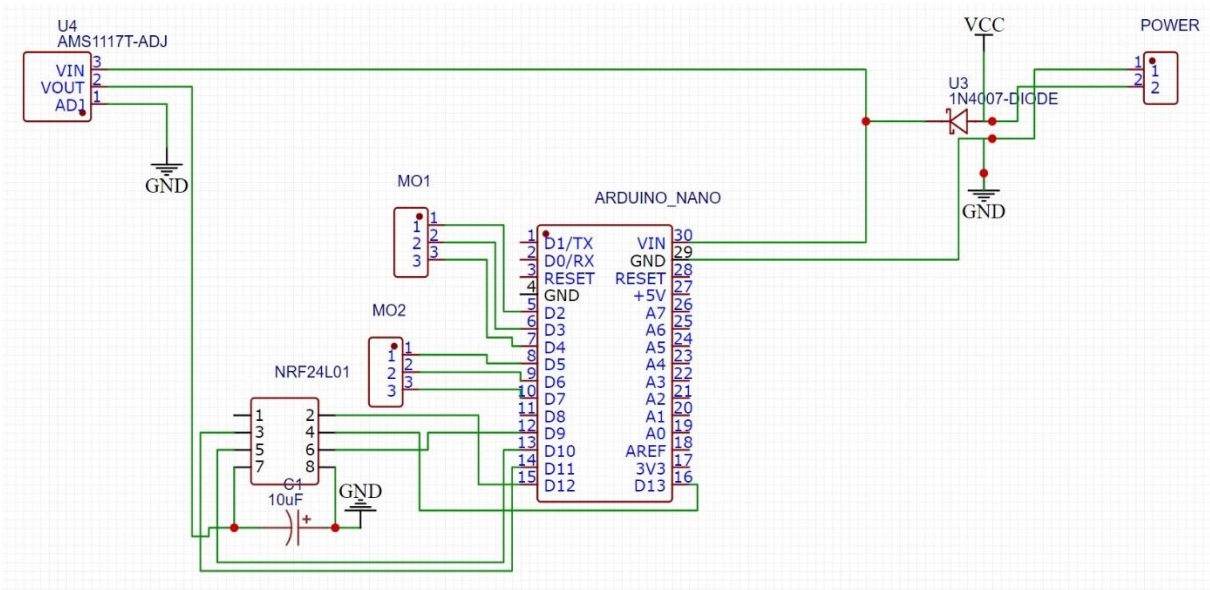 U4
AMS1117T-ADJ
VIN 3
VOUT 2
ADJ 1
GND
VCC
POWER
U3
1N4007-DIODE
1 1
2 2
GND
MO1
1 1
2 2
3 3
ARDUINO_NANO
1 D1/TX VIN 30
2 D0/RX GND 29
3 RESET RESET 28
4 GND +5V 27
5 D2 A7 26
6 D3 A6 25
7 D4 A5 24
8 D5 A4 23
9 D6 A3 22
10 D7 A2 21
11 D8 A1 20
12 D9 A0 19
13 D10 AREF 18
14 D11 3V3 17
15 D12 D13 16
MO2
1 1
2 2
3 3
NRF24L01
1 2
3 4
5 6
7 8
C1
10uF
+
GND